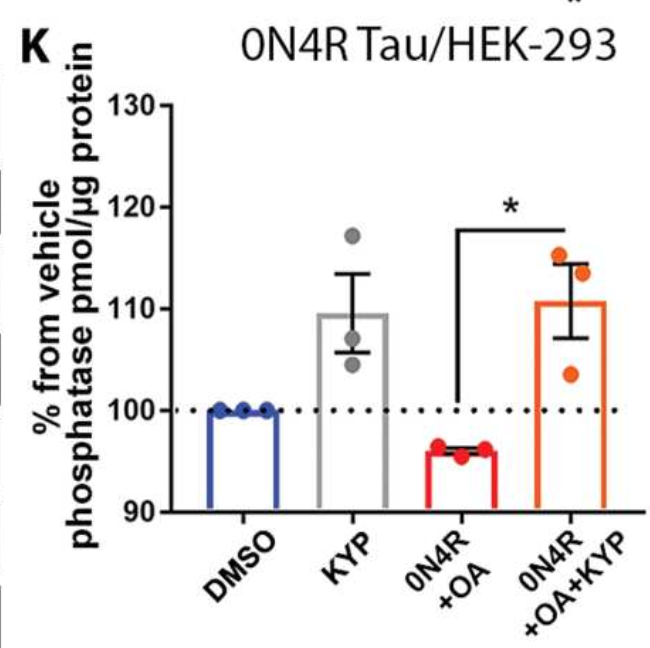 *
K
0N4R Tau/HEK-293
% from vehicle
phosphatase pmol/µg protein
130
120
110
100
90
*
DMSO
KYP
0N4R
+OA
0N4R
+OA+KYP